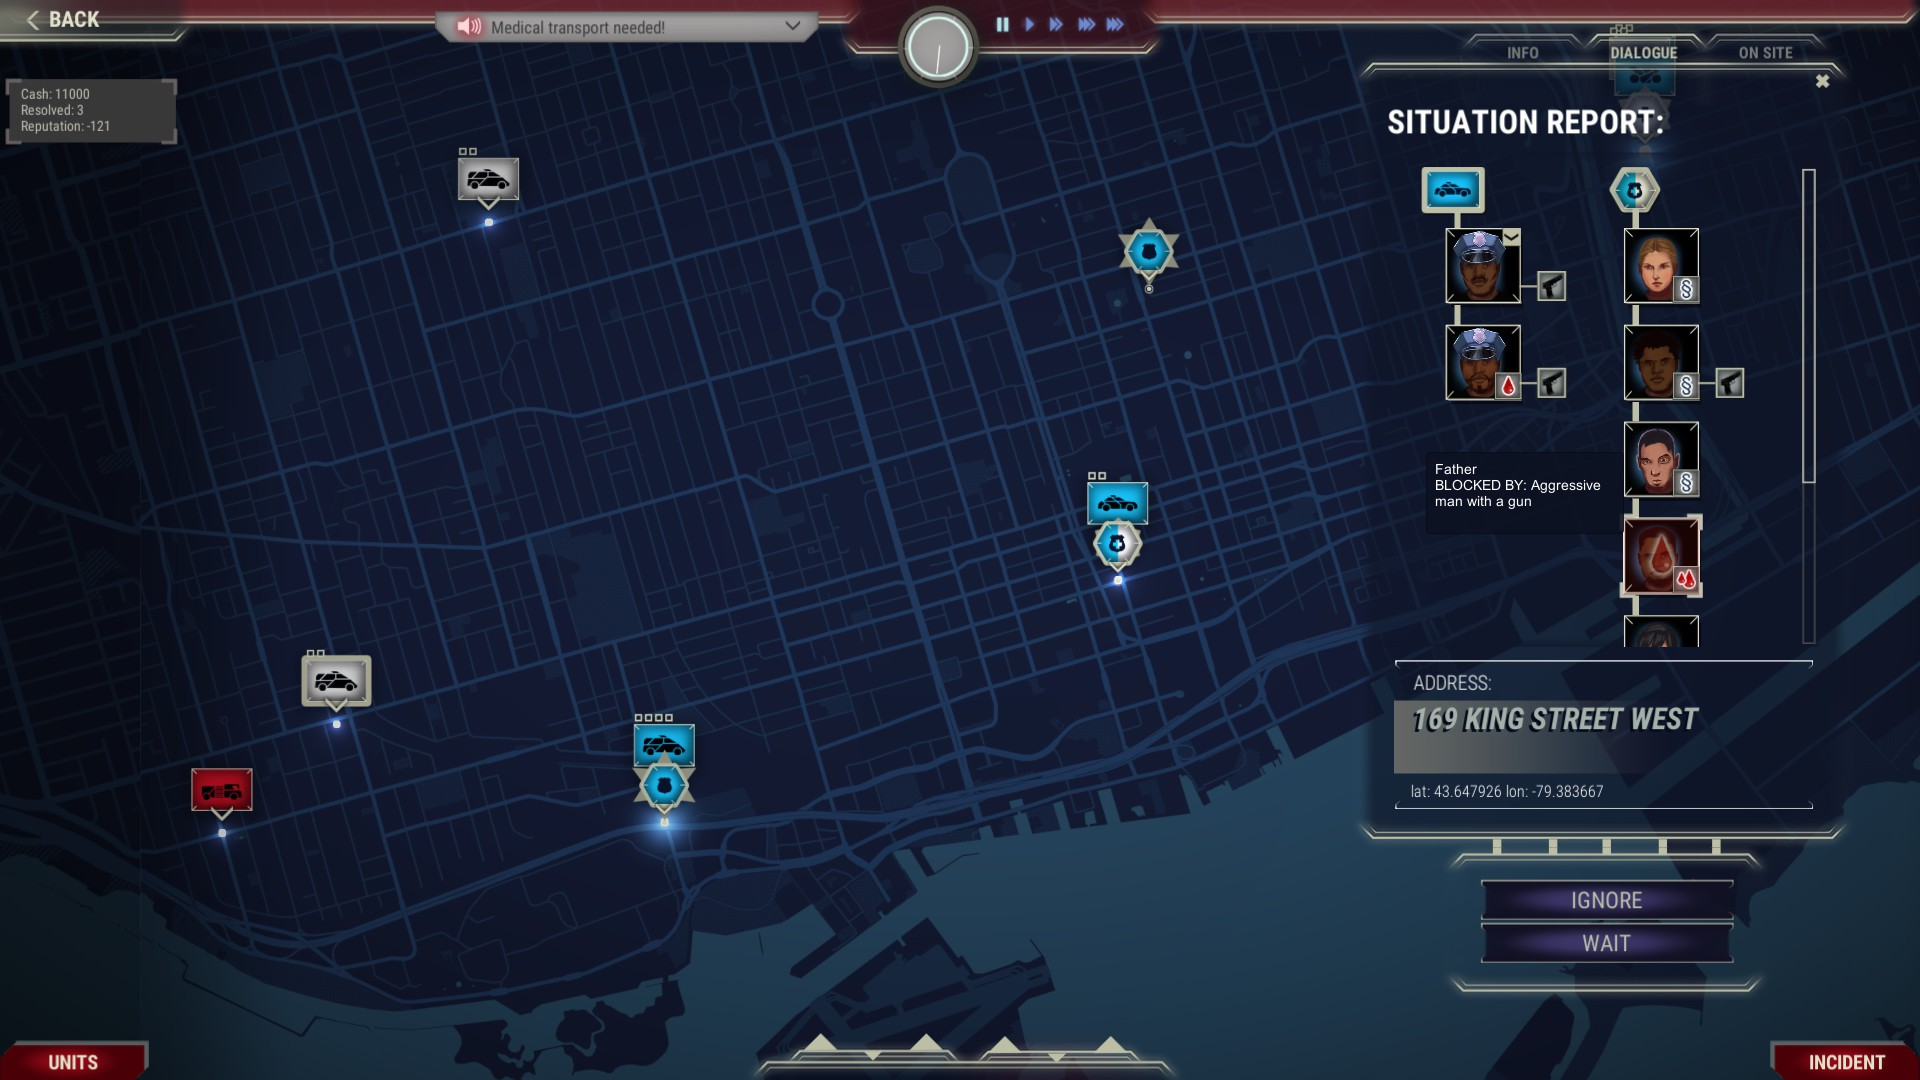 BACK
Medical transport needed!
INFO
DIALOGUE
ON SITE
Cash: 11000
Resolved: 3
Reputation: -121
SITUATION REPORT:
Father
BLOCKED BY: Aggressive
man with a gun
ADDRESS:
169 KING STREET WEST
lat: 43.647926 lon: -79.383667
IGNORE
WAIT
UNITS
INCIDENT